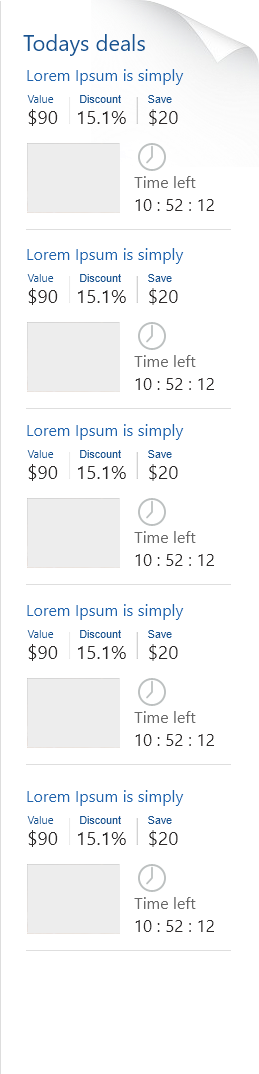 Todays deals
Lorem Ipsum is simply
Value Discount Save
$90 15.1% $20
Time left
10 : 52 : 12
Lorem Ipsum is simply
Value Discount Save
$90 15.1% $20
Time left
10 : 52 : 12
Lorem Ipsum is simply
Value Discount Save
$90 15.1% $20
Time left
10 : 52 : 12
Lorem Ipsum is simply
Value Discount Save
$90 15.1% $20
Time left
10 : 52 : 12
Lorem Ipsum is simply
Value Discount Save
$90 15.1% $20
Time left
10 : 52 : 12